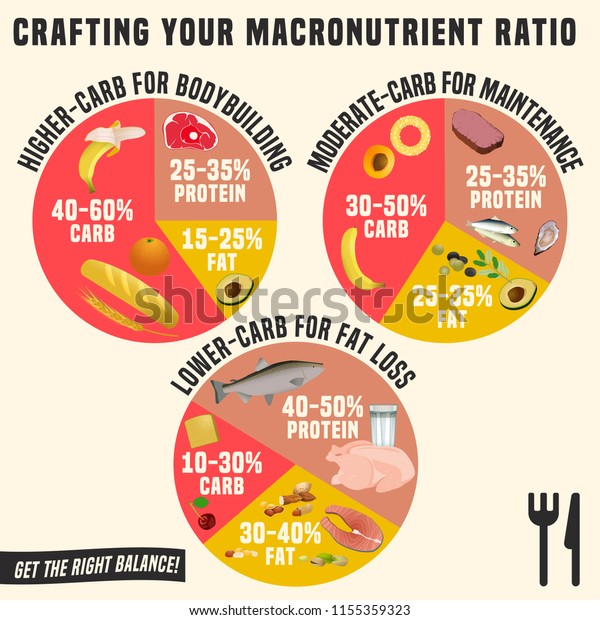 CRAFTING YOUR MACRONUTRIENT RATIO
HIGHER-CARB FOR BODYBUILDING
25-35%
PROTEIN
40-60%
CARB
15-25%
FAT
MODERATE-CARB FOR MAINTENANCE
25-35%
PROTEIN
30-50%
CARB
25-35%
FAT
LOWER-CARB FOR FAT LOSS
40-50%
PROTEIN
10-30%
CARB
30-40%
FAT
GET THE RIGHT BALANCE!
shutterstock
shutterstock.com · 1155359323